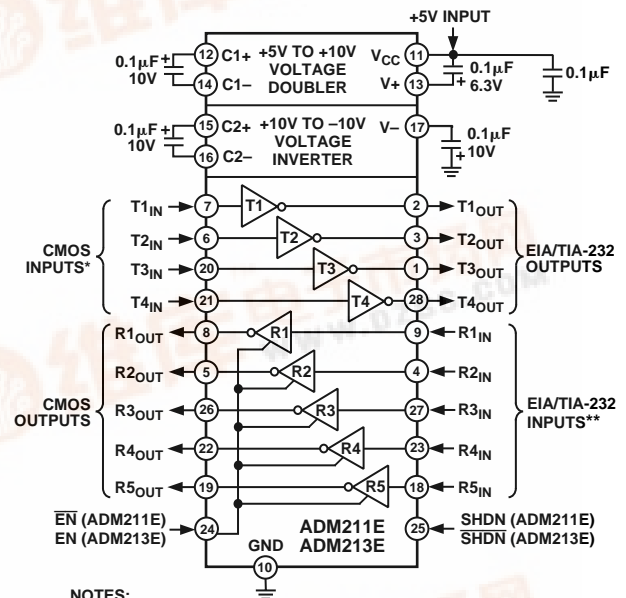 +5V INPUT
12 C1+ +5V TO +10V VOLTAGE DOUBLER VCC 11
0.1μF 10V
14 C1– V+ 13
0.1μF 6.3V
0.1μF
15 C2+ +10V TO –10V VOLTAGE INVERTER V– 17
0.1μF 10V
16 C2–
0.1μF 10V
T1IN 7 T1 2 T1OUT
T2IN 6 T2 3 T2OUT
T3IN 20 T3 1 T3OUT
T4IN 21 T4 28 T4OUT
CMOS INPUTS*
EIA/TIA-232 OUTPUTS
R1OUT 8 R1 9 R1IN
R2OUT 5 R2 4 R2IN
R3OUT 26 R3 27 R3IN
R4OUT 22 R4 23 R4IN
R5OUT 19 R5 18 R5IN
CMOS OUTPUTS
EIA/TIA-232 INPUTS**
E̅N̅ (ADM211E)
EN (ADM213E)
24
ADM211E
ADM213E
25
SHDN (ADM211E)
S̅H̅D̅N̅ (ADM213E)
GND
10
NOTES: